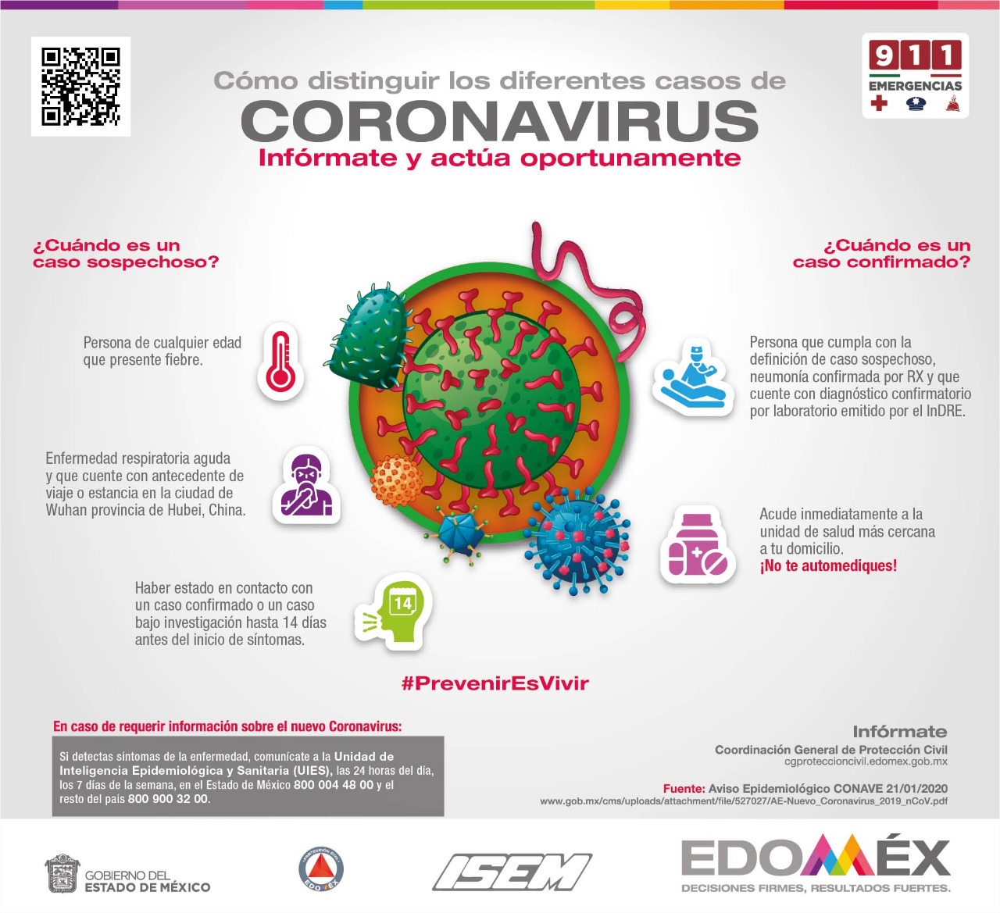 911
EMERGENCIAS
Cómo distinguir los diferentes casos de
CORONAVIRUS
Infórmate y actúa oportunamente
¿Cuándo es un
caso sospechoso?
Persona de cualquier edad
que presente fiebre.
Enfermedad respiratoria aguda
y que cuente con antecedente de
viaje o estancia en la ciudad de
Wuhan provincia de Hubei, China.
Haber estado en contacto con
un caso confirmado o un caso
bajo investigación hasta 14 días
antes del inicio de síntomas.
14
¿Cuándo es un
caso confirmado?
Persona que cumpla con la
definición de caso sospechoso,
neumonía confirmada por RX y que
cuente con diagnóstico confirmatorio
por laboratorio emitido por el InDRE.
Acude inmediatamente a la
unidad de salud más cercana
a tu domicilio.
¡No te automediques!
#PrevenirEsVivir
En caso de requerir información sobre el nuevo Coronavirus:
Si detectas síntomas de la enfermedad, comunícate a la Unidad de
Inteligencia Epidemiológica y Sanitaria (UIES), las 24 horas del día,
los 7 días de la semana, en el Estado de México 800 004 48 00 y el
resto del país 800 900 32 00.
Infórmate
Coordinación General de Protección Civil
cgproteccioncivil.edomex.gob.mx
Fuente: Aviso Epidemiológico CONAVE 21/01/2020
www.gob.mx/cms/uploads/attachment/file/527027/AE-Nuevo_Coronavirus_2019_nCoV.pdf
GOBIERNO DEL
ESTADO DE MÉXICO
PROTECCIÓN CIVIL
EDOMÉX
ISEM
EDOMÉX
DECISIONES FIRMES, RESULTADOS FUERTES.